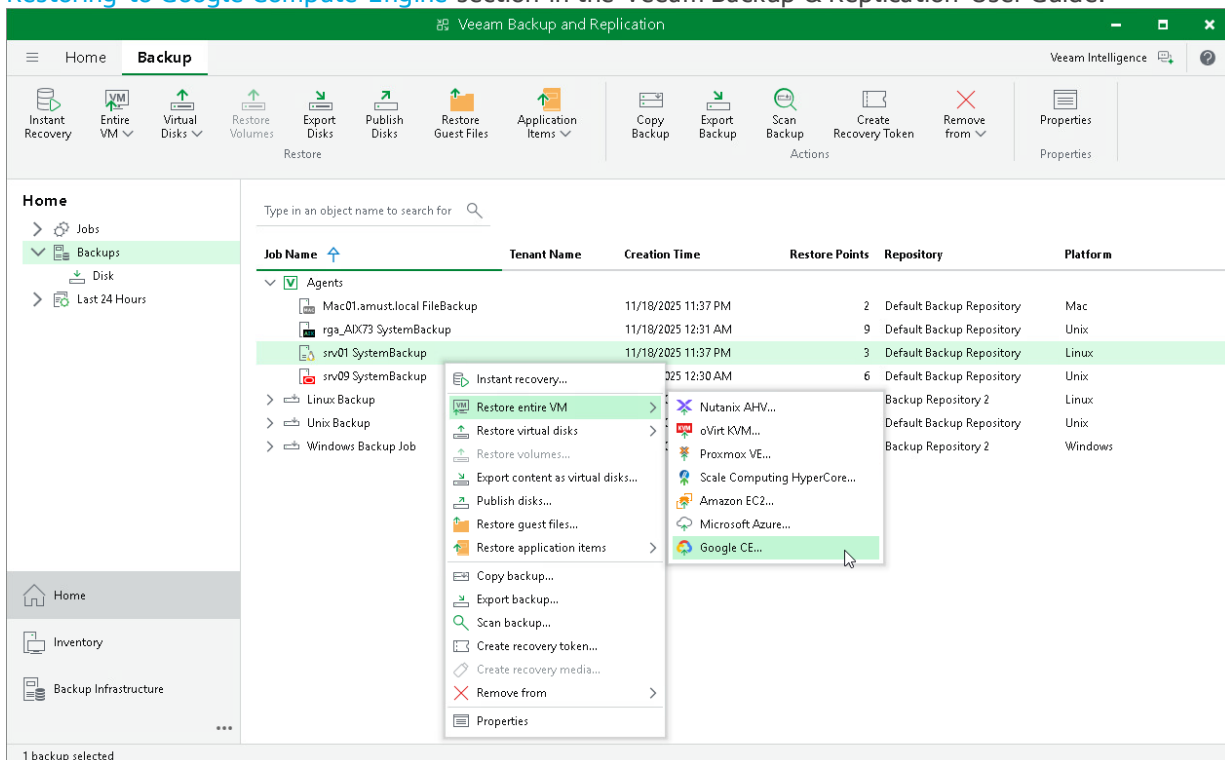 Restoring to Google Compute Engine section in the Veeam Backup & Replication User Guide.
Veeam Backup and Replication
Home Backup Veeam Intelligence
Instant Recovery
Entire VM
Virtual Disks
Restore Volumes
Export Disks
Publish Disks
Restore Guest Files
Application Items
Copy Backup
Export Backup
Scan Backup
Create Recovery Token
Remove from
Properties
Restore Actions Properties
Home
Jobs
Backups
Disk
Last 24 Hours
Type in an object name to search for
Job Name Tenant Name Creation Time Restore Points Repository Platform
Agents
Mac01.amust.local FileBackup 11/18/2025 11:37 PM 2 Default Backup Repository Mac
rga_AIX73 SystemBackup 11/18/2025 12:31 AM 9 Default Backup Repository Unix
srv01 SystemBackup 11/18/2025 11:37 PM 3 Default Backup Repository Linux
srv09 SystemBackup 025 12:30 AM 6 Default Backup Repository Unix
Linux Backup Backup Repository 2 Linux
Unix Backup Default Backup Repository Unix
Windows Backup Job Backup Repository 2 Windows
Instant recovery...
Restore entire VM
Restore virtual disks
Restore volumes...
Export content as virtual disks...
Publish disks...
Restore guest files...
Restore application items
Copy backup...
Export backup...
Scan backup...
Create recovery token...
Create recovery media...
Remove from
Properties
Nutanix AHV...
oVirt KVM...
Proxmox VE...
Scale Computing HyperCore...
Amazon EC2...
Microsoft Azure...
Google CE...
Home
Inventory
Backup Infrastructure
1 backup selected